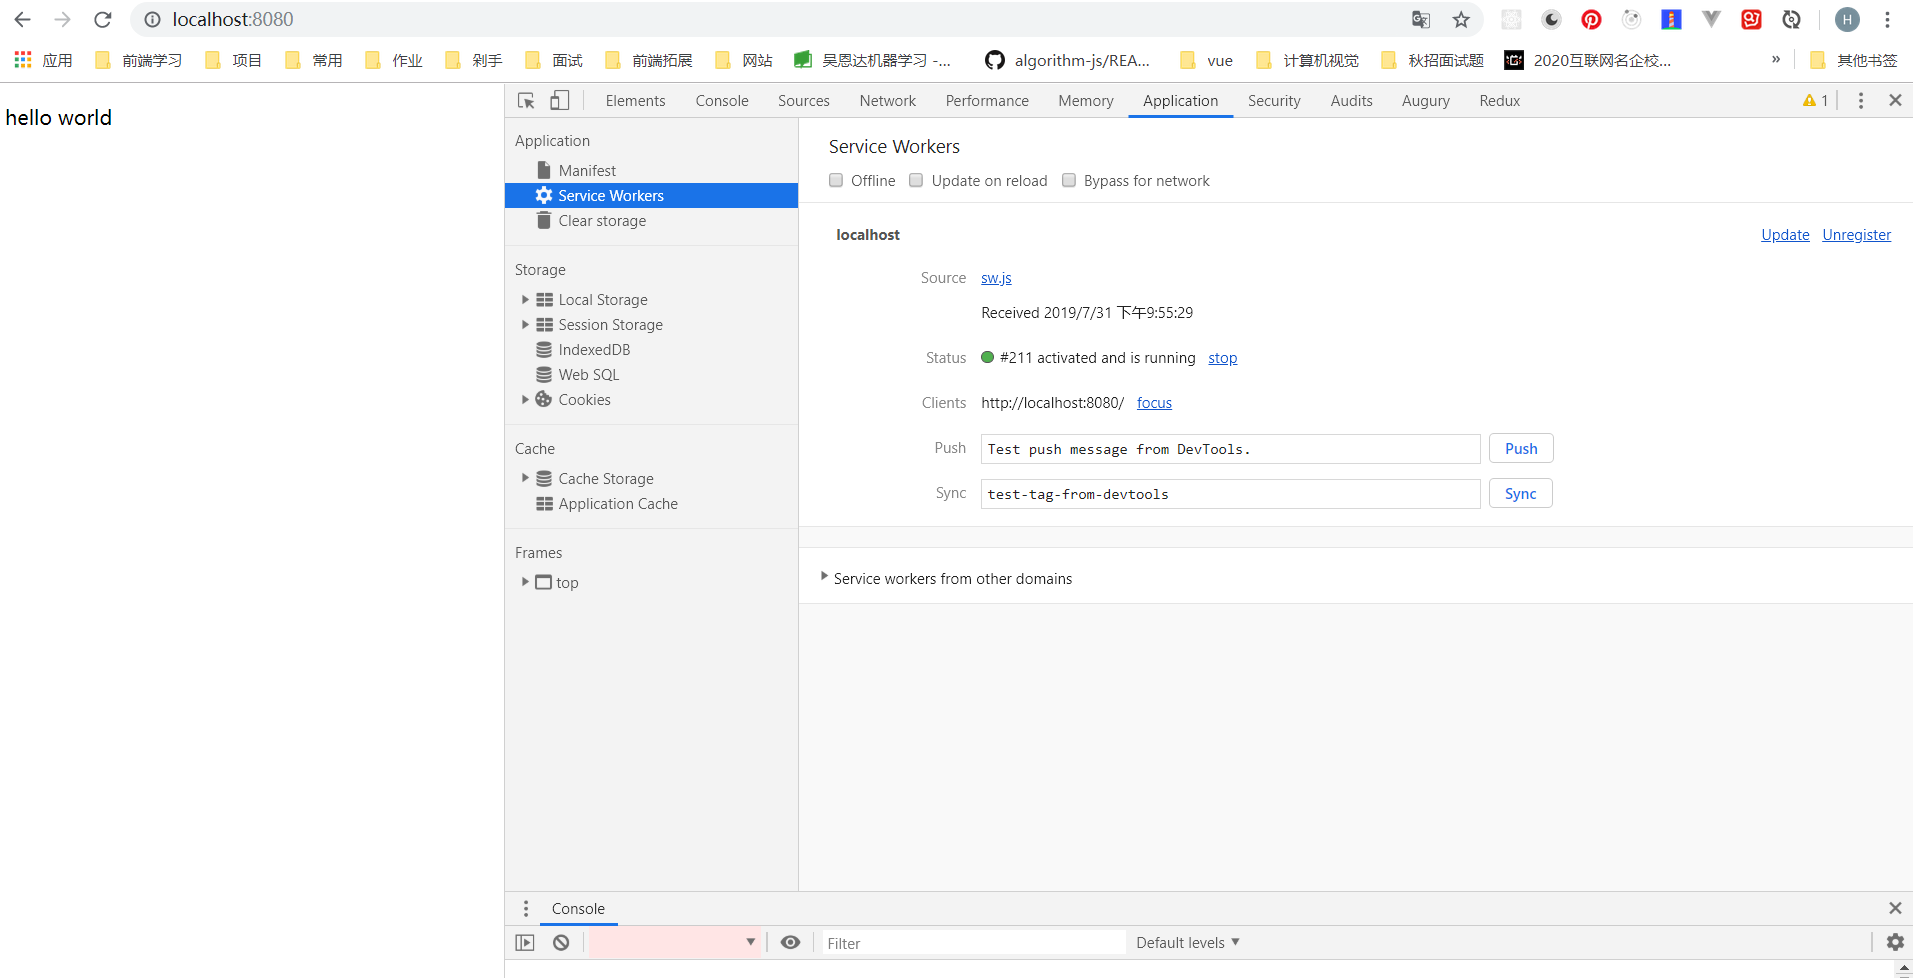 localhost:8080
H
应用 前端学习 项目 常用 作业 剁手 面试 前端拓展 网站 吴恩达机器学习 -... algorithm-js/REA... vue 计算机视觉 秋招面试题 2020互联网名企校... » 其他书签
hello world
Elements Console Sources Network Performance Memory Application Security Audits Augury Redux 1
Application
Manifest
Service Workers
Clear storage
Storage
Local Storage
Session Storage
IndexedDB
Web SQL
Cookies
Cache
Cache Storage
Application Cache
Frames
top
Service Workers
Offline Update on reload Bypass for network
localhost Update Unregister
Source sw.js
Received 2019/7/31 下午9:55:29
Status #211 activated and is running stop
Clients http://localhost:8080/ focus
Push Test push message from DevTools. Push
Sync test-tag-from-devtools Sync
Service workers from other domains
Console
Filter Default levels